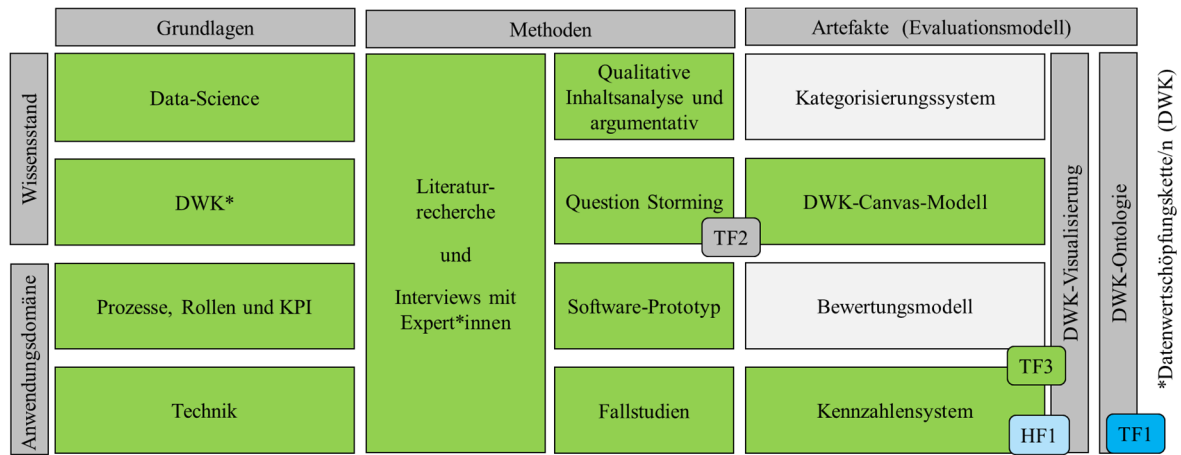 Grundlagen
Methoden
Artefakte (Evaluationsmodell)
Wissensstand
Anwendungsdomäne
Data-Science
DWK*
Prozesse, Rollen und KPI
Technik
Literatur-
recherche
und
Interviews mit
Expert*innen
Qualitative
Inhaltsanalyse und
argumentativ
Question Storming
Software-Prototyp
Fallstudien
Kategorisierungssystem
DWK-Canvas-Modell
Bewertungsmodell
Kennzahlensystem
TF2
TF3
HF1
TF1
DWK-Visualisierung
DWK-Ontologie
*Datenwertschöpfungskette/n (DWK)